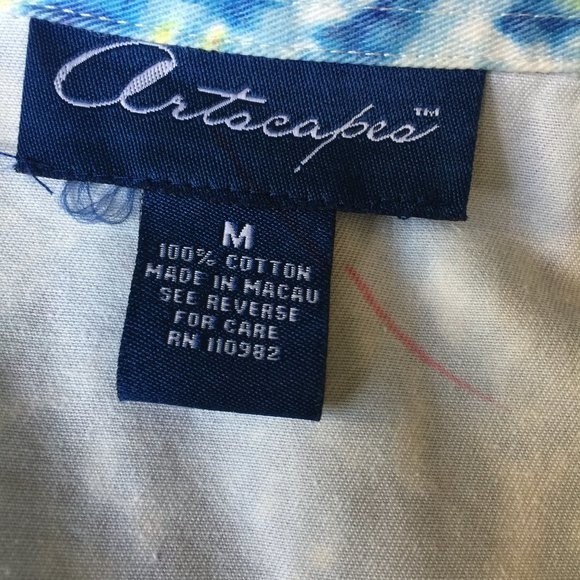 Artscapes™
M
100% COTTON
MADE IN MACAU
SEE REVERSE
FOR CARE
RN 110982